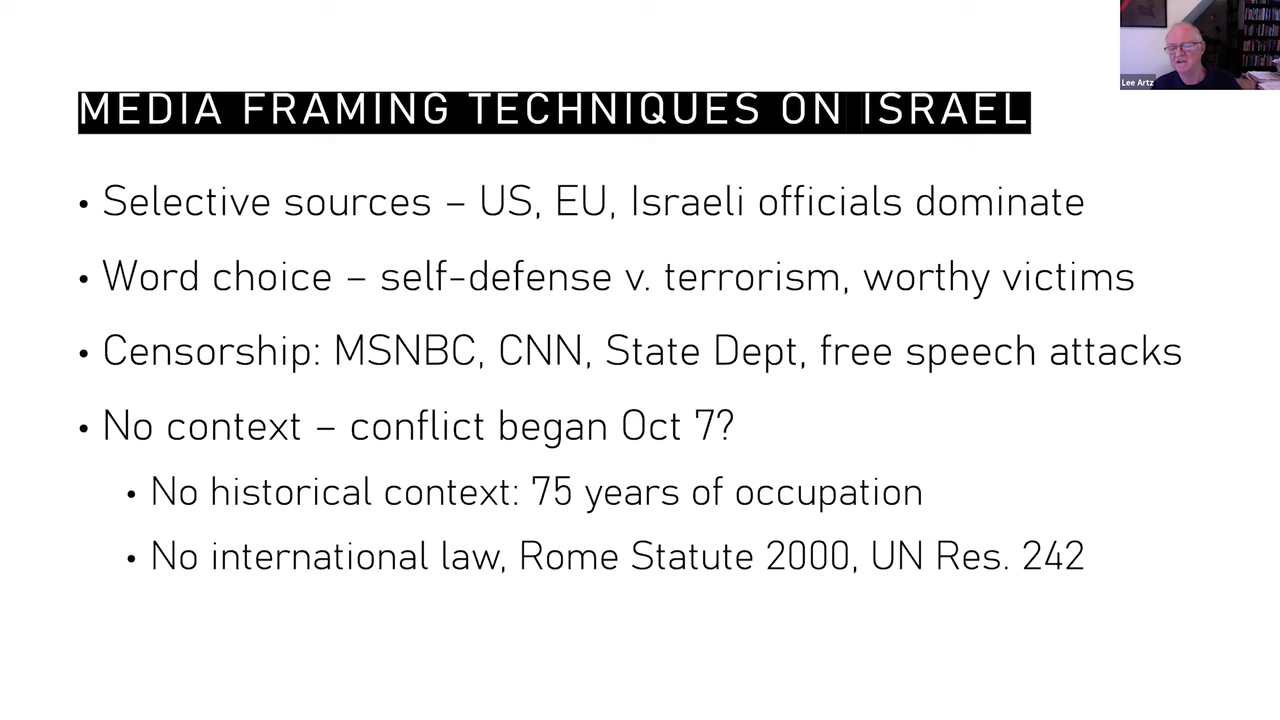 Lee Artz
MEDIA FRAMING TECHNIQUES ON ISRAEL
• Selective sources – US, EU, Israeli officials dominate
• Word choice – self-defense v. terrorism, worthy victims
• Censorship: MSNBC, CNN, State Dept, free speech attacks
• No context – conflict began Oct 7?
• No historical context: 75 years of occupation
• No international law, Rome Statute 2000, UN Res. 242